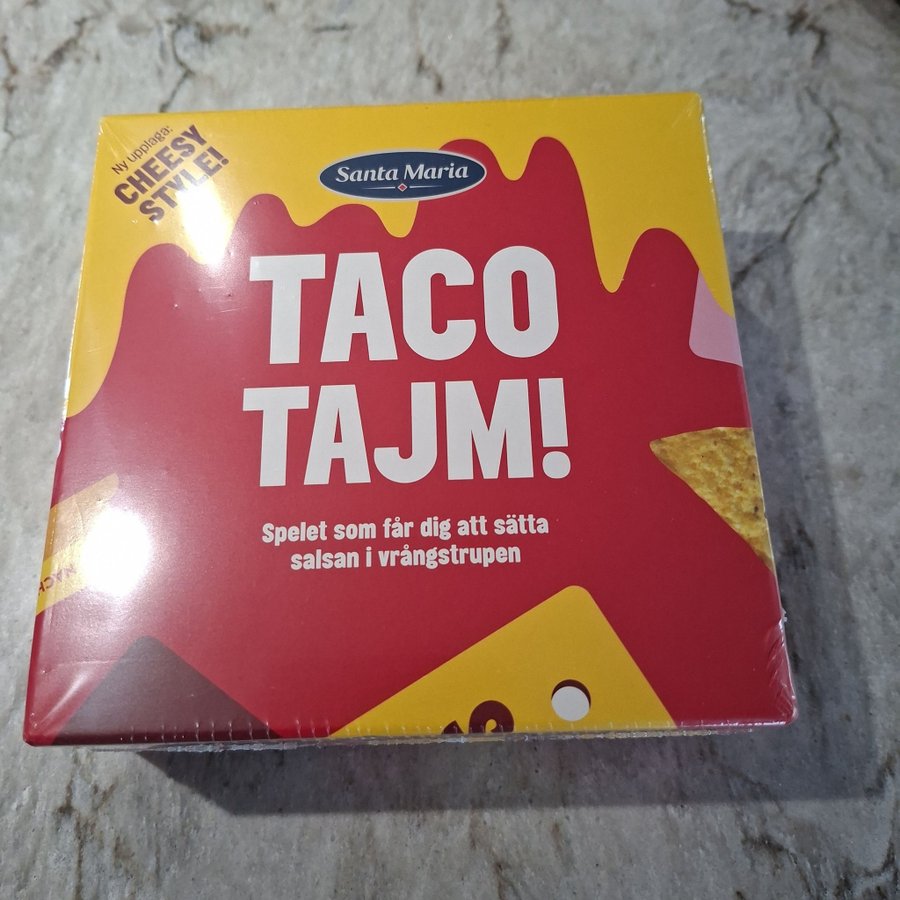 Ny upplaga:
CHEESY
STYLE!
Santa Maria
TACO
TAJM!
Spelet som får dig att sätta
salsan i vrångstrupen